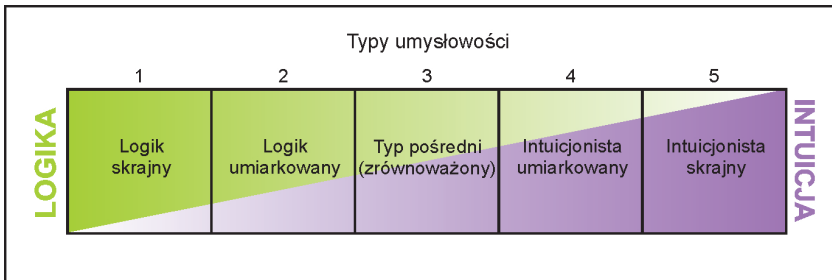 Typy umysłowości
1 2 3 4 5
LOGIKA
Logik
skrajny
Logik
umiarkowany
Typ pośredni
(zrównoważony)
Intuicjonista
umiarkowany
Intuicjonista
skrajny
INTUICJA